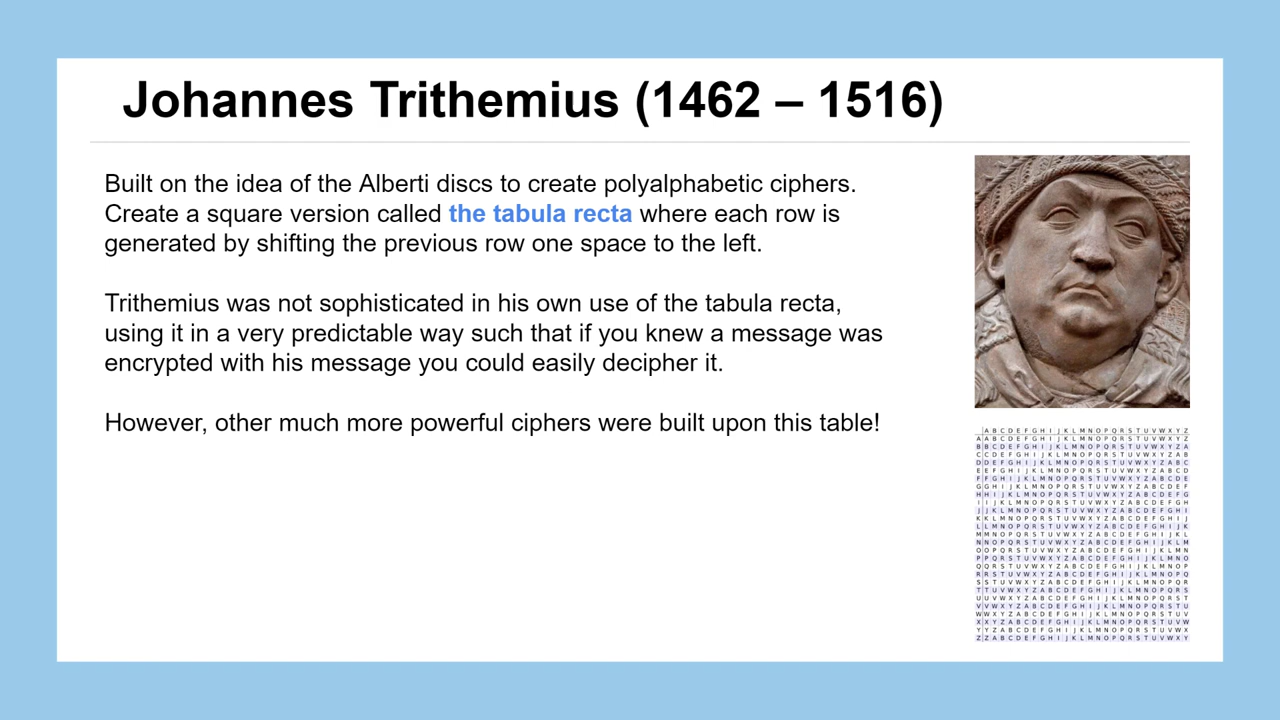 Johannes Trithemius (1462 – 1516)
Built on the idea of the Alberti discs to create polyalphabetic ciphers.
Create a square version called the tabula recta where each row is
generated by shifting the previous row one space to the left.
Trithemius was not sophisticated in his own use of the tabula recta,
using it in a very predictable way such that if you knew a message was
encrypted with his message you could easily decipher it.
However, other much more powerful ciphers were built upon this table!
A B C D E F G H I J K L M N O P Q R S T U V W X Y Z
A A B C D E F G H I J K L M N O P Q R S T U V W X Y Z
B B C D E F G H I J K L M N O P Q R S T U V W X Y Z A
C C D E F G H I J K L M N O P Q R S T U V W X Y Z A B
D D E F G H I J K L M N O P Q R S T U V W X Y Z A B C
E E F G H I J K L M N O P Q R S T U V W X Y Z A B C D
F F G H I J K L M N O P Q R S T U V W X Y Z A B C D E
G G H I J K L M N O P Q R S T U V W X Y Z A B C D E F
H H I J K L M N O P Q R S T U V W X Y Z A B C D E F G
I I J K L M N O P Q R S T U V W X Y Z A B C D E F G H
J J K L M N O P Q R S T U V W X Y Z A B C D E F G H I
K K L M N O P Q R S T U V W X Y Z A B C D E F G H I J
L L M N O P Q R S T U V W X Y Z A B C D E F G H I J K
M M N O P Q R S T U V W X Y Z A B C D E F G H I J K L
N N O P Q R S T U V W X Y Z A B C D E F G H I J K L M
O O P Q R S T U V W X Y Z A B C D E F G H I J K L M N
P P Q R S T U V W X Y Z A B C D E F G H I J K L M N O
Q Q R S T U V W X Y Z A B C D E F G H I J K L M N O P
R R S T U V W X Y Z A B C D E F G H I J K L M N O P Q
S S T U V W X Y Z A B C D E F G H I J K L M N O P Q R
T T U V W X Y Z A B C D E F G H I J K L M N O P Q R S
U U V W X Y Z A B C D E F G H I J K L M N O P Q R S T
V V W X Y Z A B C D E F G H I J K L M N O P Q R S T U
W W X Y Z A B C D E F G H I J K L M N O P Q R S T U V
X X Y Z A B C D E F G H I J K L M N O P Q R S T U V W
Y Y Z A B C D E F G H I J K L M N O P Q R S T U V W X
Z Z A B C D E F G H I J K L M N O P Q R S T U V W X Y